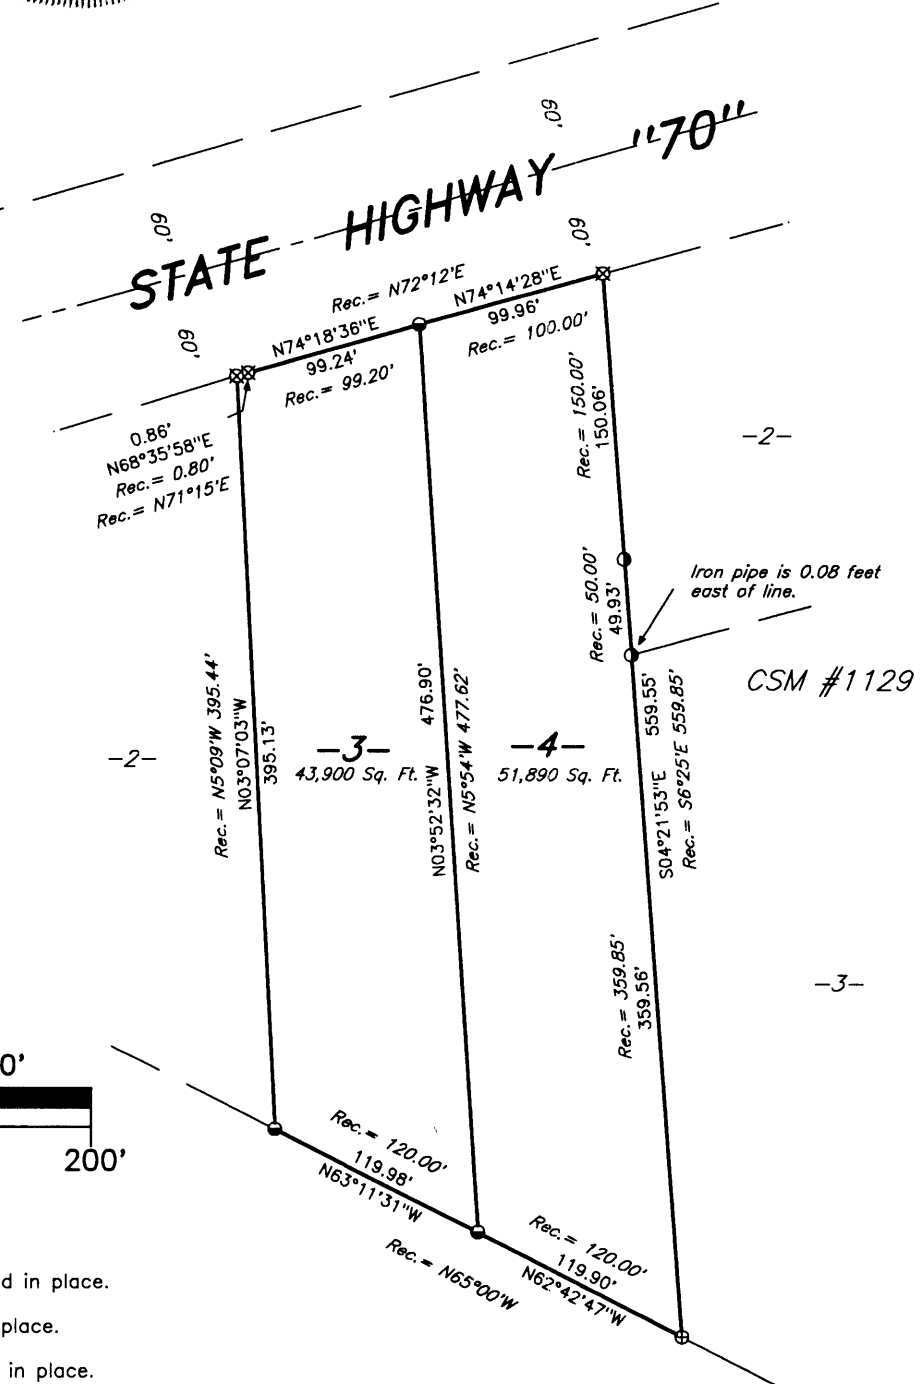 60'
"70"
STATE HIGHWAY
60'
60'
60'
Rec.= N72°12'E
N74°14'28"E
99.96'
Rec.= 100.00'
N74°18'36"E
99.24'
Rec.= 99.20'
0.86'
N68°35'58"E
Rec.= 0.80'
Rec.= N71°15'E
Rec.= 150.00'
150.06'
-2-
Rec.= 50.00'
49.93'
Iron pipe is 0.08 feet
east of line.
CSM #1129
Rec.= N5°09'W 395.44'
N03°07'03"W
395.13'
-2-
-3-
43,900 Sq. Ft.
476.90'
N03°52'32"W
Rec.= N5°54'W 477.62'
-4-
51,890 Sq. Ft.
559.55'
S04°21'53"E
Rec.= S6°25'E 559.85'
Rec.= 359.85'
359.56'
-3-
0'
200'
Rec.= 120.00'
119.98'
N63°11'31"W
Rec.= N65°00'W
Rec.= 120.00'
119.90'
N62°42'47"W
d in place.
place.
in place.